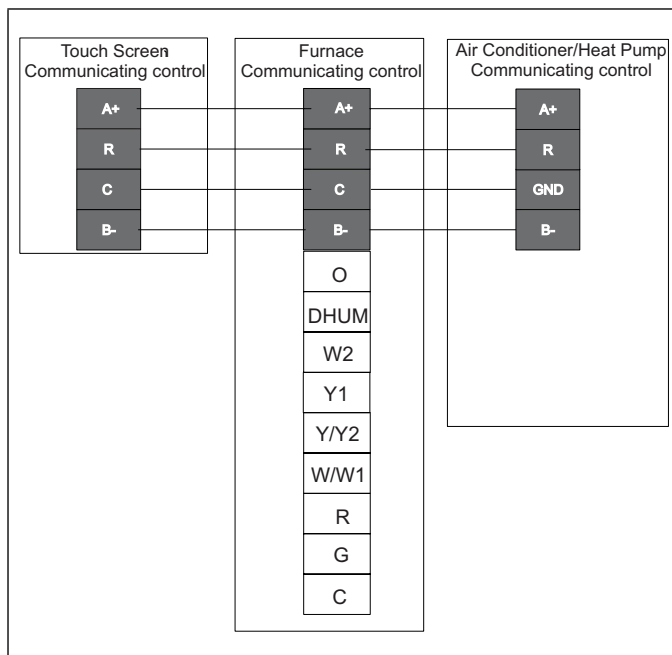 Touch Screen
Communicating control
A+
R
C
B-
Furnace
Communicating control
A+
R
C
B-
O
DHUM
W2
Y1
Y/Y2
W/W1
R
G
C
Air Conditioner/Heat Pump
Communicating control
A+
R
GND
B-